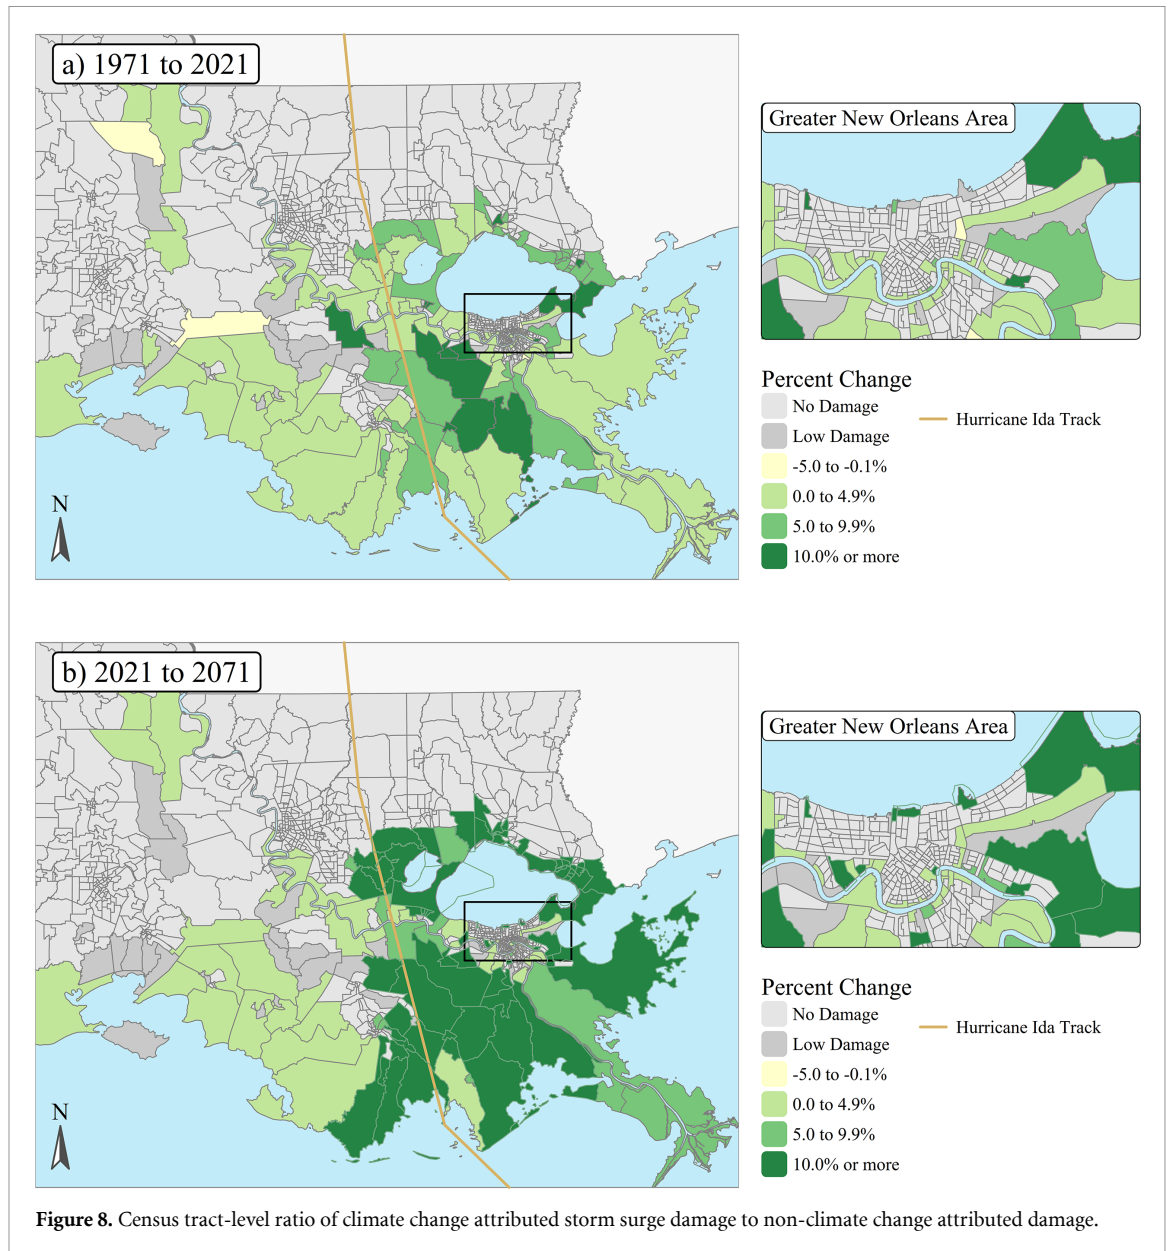 a) 1971 to 2021
Greater New Orleans Area
Percent Change
No Damage
Low Damage
-5.0 to -0.1%
0.0 to 4.9%
5.0 to 9.9%
10.0% or more
Hurricane Ida Track
N
b) 2021 to 2071
Greater New Orleans Area
Percent Change
No Damage
Low Damage
-5.0 to -0.1%
0.0 to 4.9%
5.0 to 9.9%
10.0% or more
Hurricane Ida Track
N
Figure 8. Census tract-level ratio of climate change attributed storm surge damage to non-climate change attributed damage.